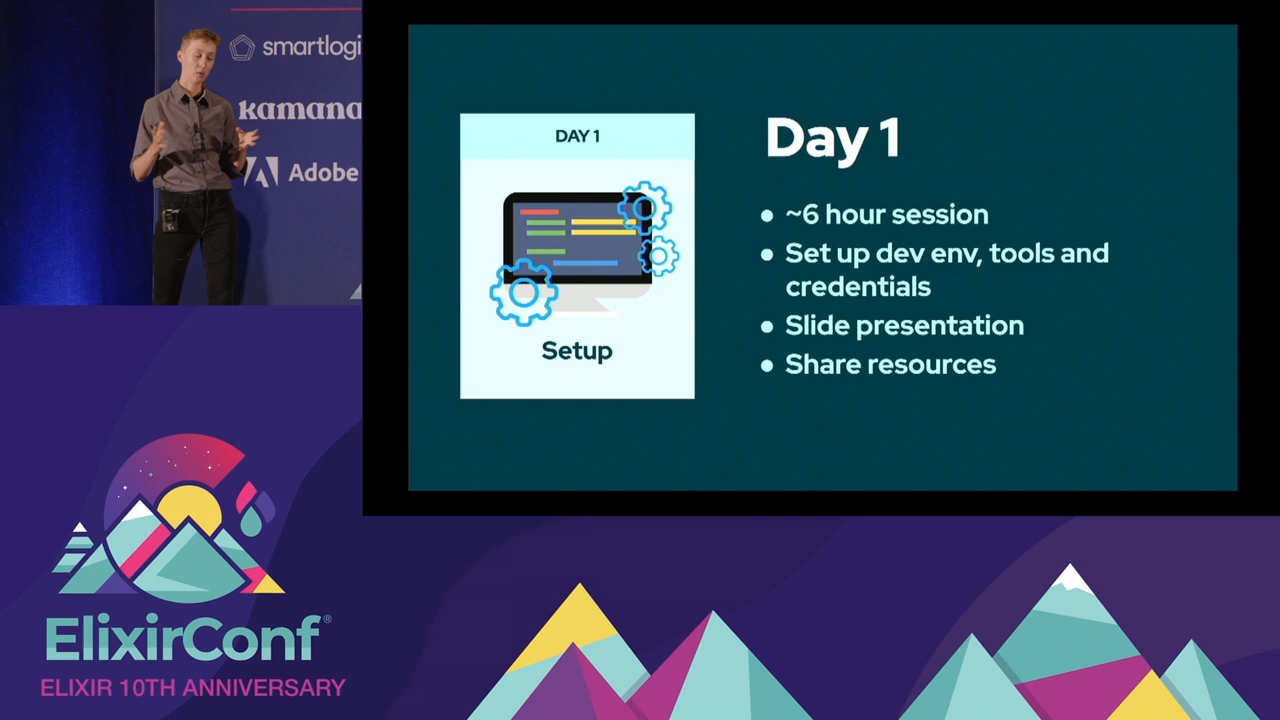 smartlogi
kamana
Adobe
DAY 1
Setup
Day 1
● ~6 hour session
● Set up dev env, tools and
credentials
● Slide presentation
● Share resources
ElixirConf®
ELIXIR 10TH ANNIVERSARY